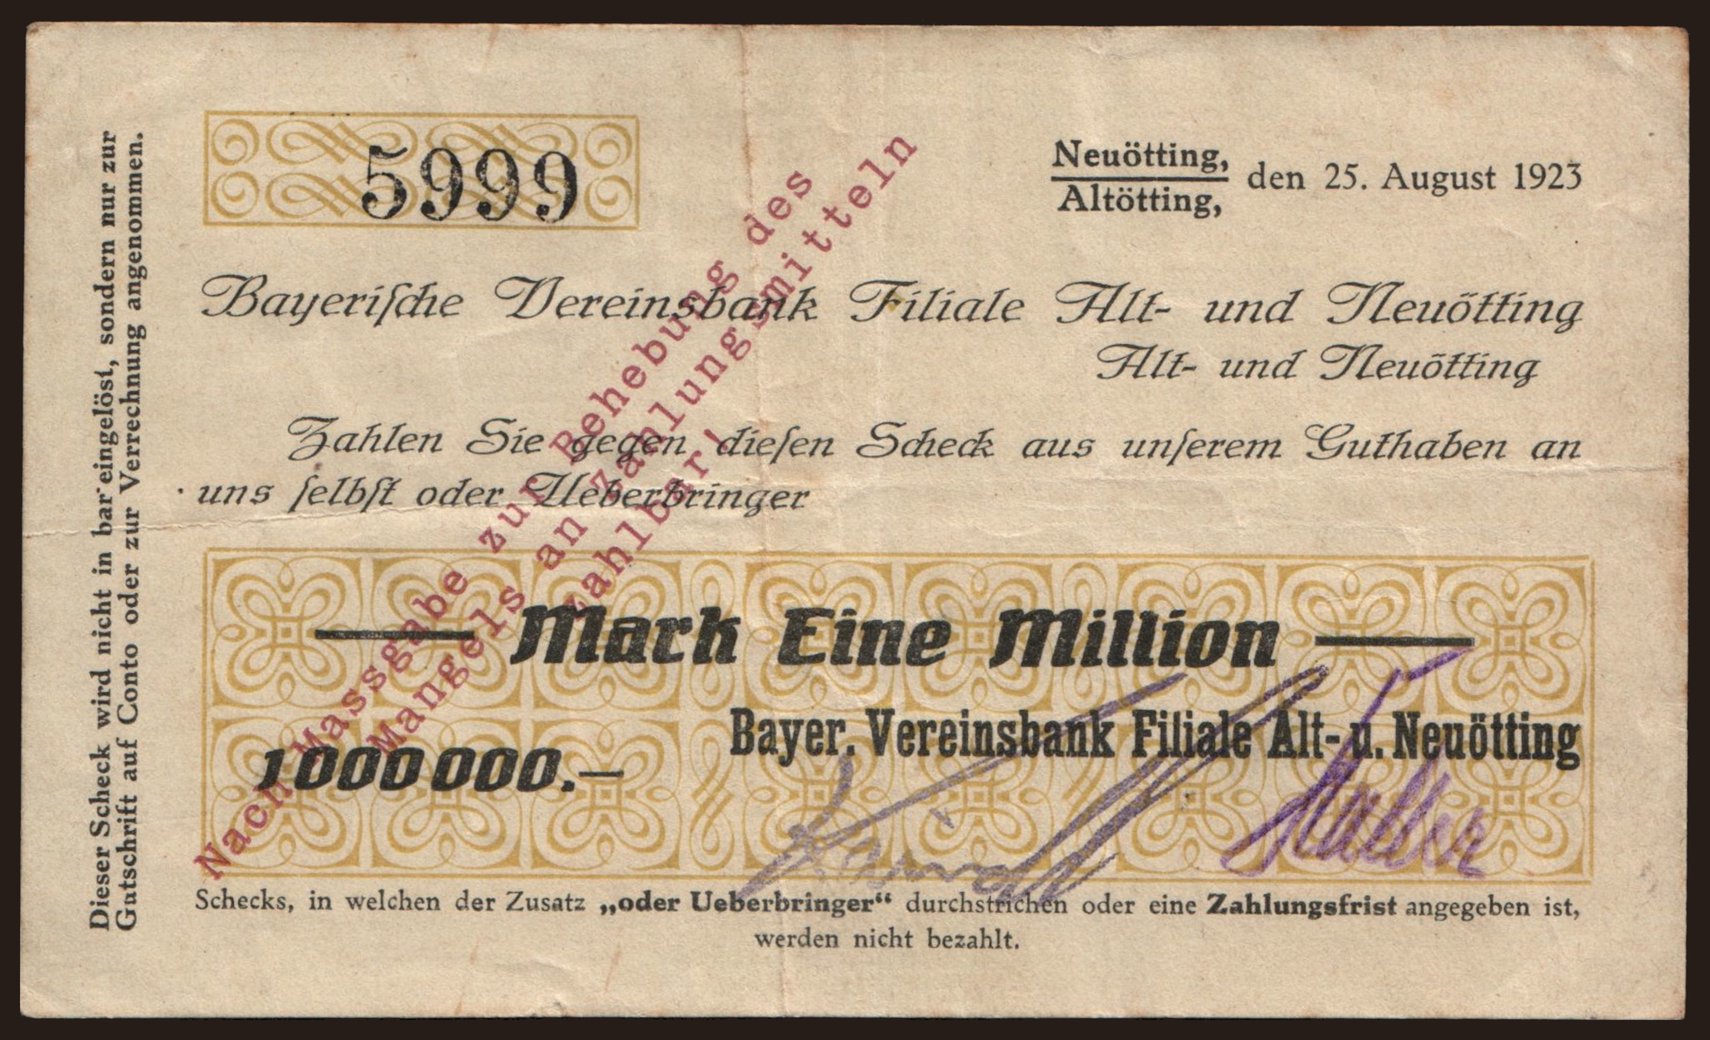 Dieser Scheck wird nicht in bar eingelöst, sondern nur zur
Gutschrift auf Conto oder zur Verrechnung angenommen.
5999
Neuötting,
Altötting,
den 25. August 1923
Bayerische Vereinsbank Filiale Alt- und Neuötting
Alt- und Neuötting
Zahlen Sie gegen diesen Scheck aus unserem Guthaben an
uns selbst oder Ueberbringer
Nach Massgabe zur Behebung des
Mangels an Zahlungsmitteln
zahlbar!
— Mark Eine Million —
1000000.—
Bayer. Vereinsbank Filiale Alt- u. Neuötting
Schecks, in welchen der Zusatz „oder Ueberbringer“ durchstrichen oder eine Zahlungsfrist angegeben ist,
werden nicht bezahlt.